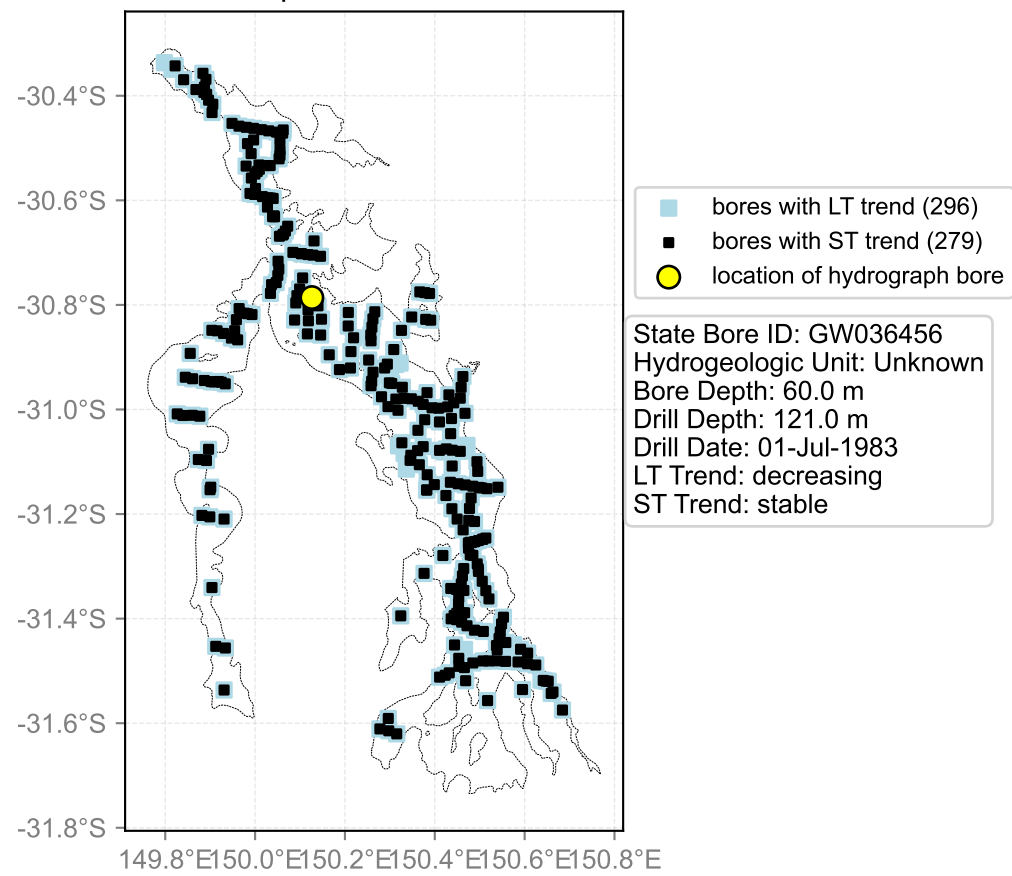 -30.4°S
-30.6°S
-30.8°S
-31.0°S
-31.2°S
-31.4°S
-31.6°S
-31.8°S
149.8°E150.0°E150.2°E150.4°E150.6°E150.8°E
bores with LT trend (296)
bores with ST trend (279)
location of hydrograph bore
State Bore ID: GW036456
Hydrogeologic Unit: Unknown
Bore Depth: 60.0 m
Drill Depth: 121.0 m
Drill Date: 01-Jul-1983
LT Trend: decreasing
ST Trend: stable